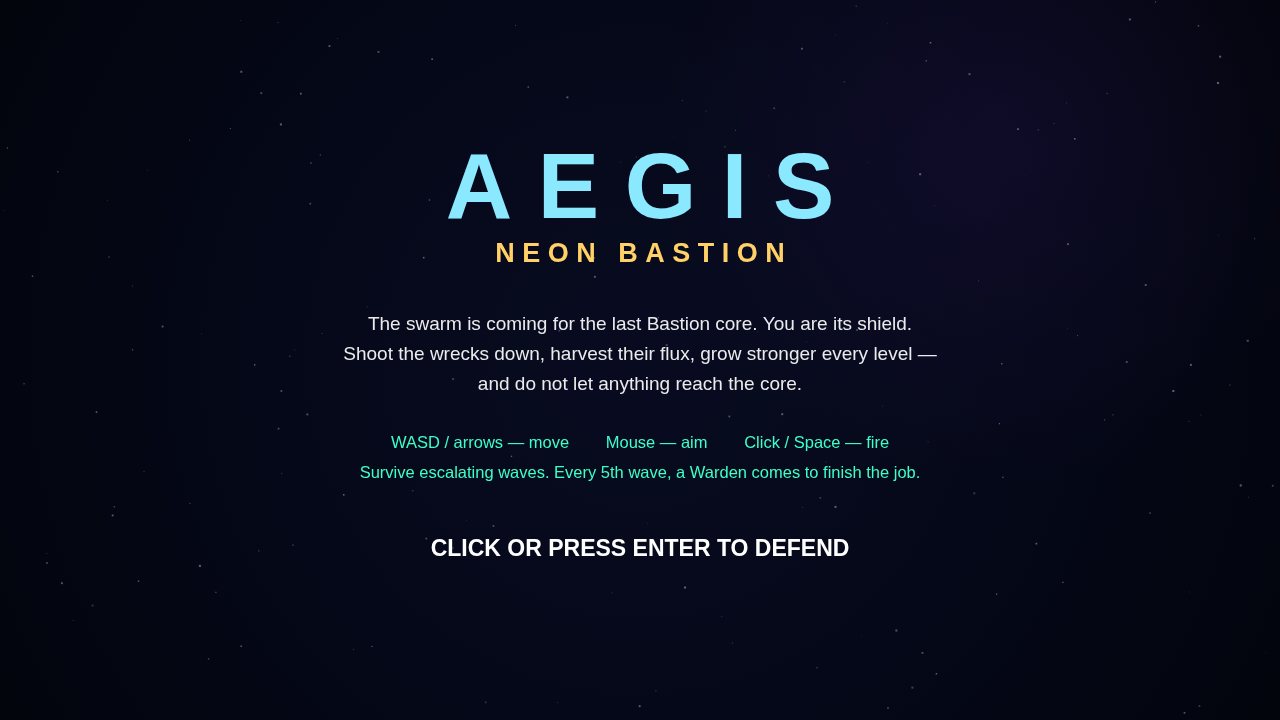 AEGIS
NEON BASTION
The swarm is coming for the last Bastion core. You are its shield.
Shoot the wrecks down, harvest their flux, grow stronger every level —
and do not let anything reach the core.
WASD / arrows — move Mouse — aim Click / Space — fire
Survive escalating waves. Every 5th wave, a Warden comes to finish the job.
CLICK OR PRESS ENTER TO DEFEND